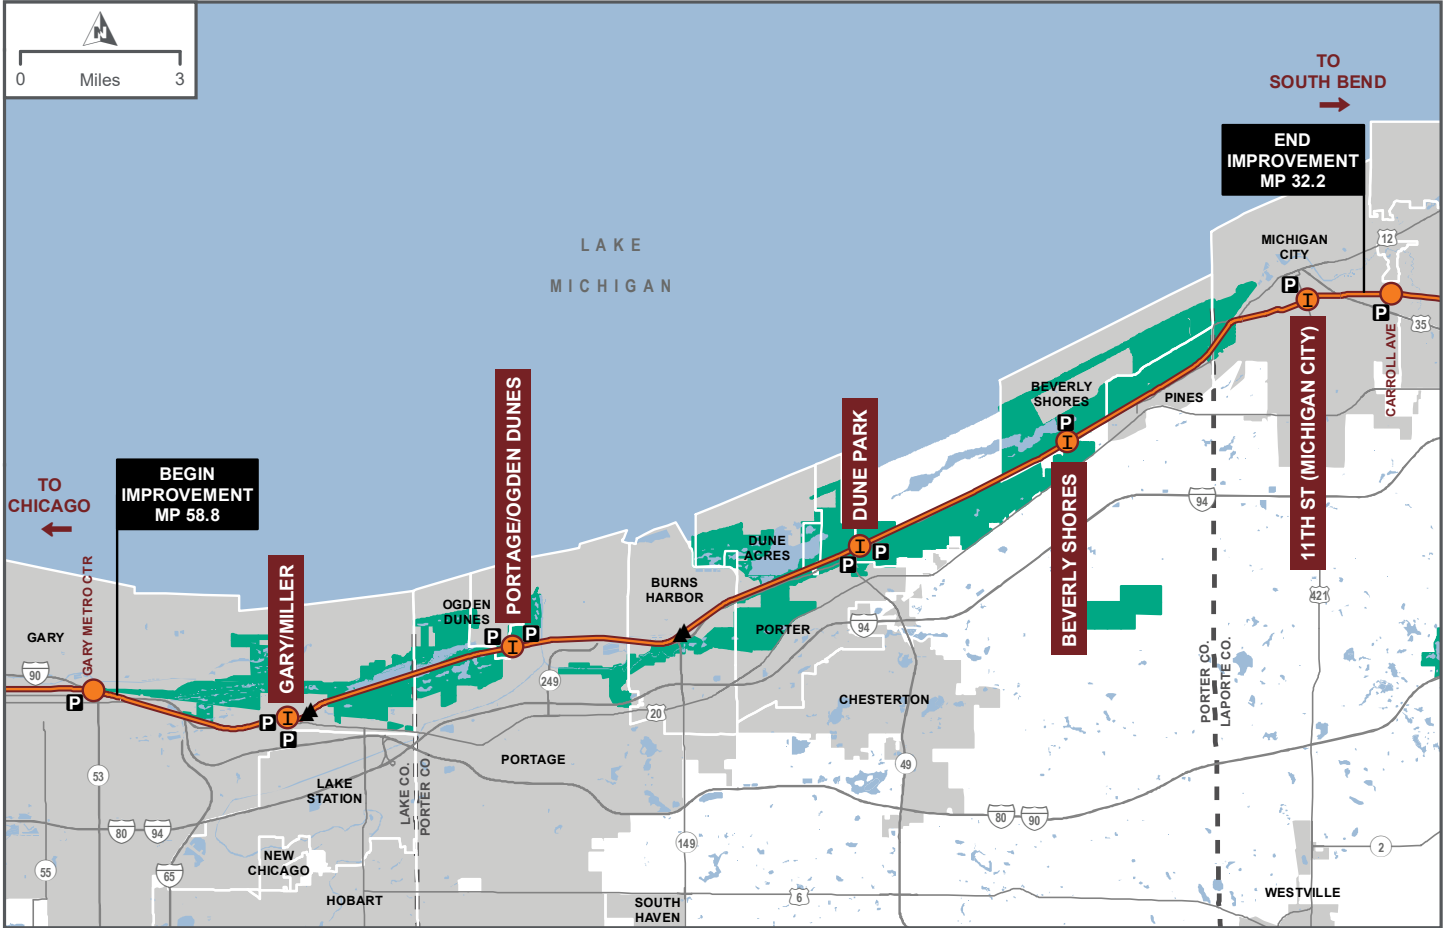 N
0 Miles 3
TO
SOUTH BEND
END
IMPROVEMENT
MP 32.2
LAKE
MICHIGAN
MICHIGAN
CITY
12
P
I
P
35
CARROLL AVE
11TH ST (MICHIGAN CITY)
PINES
BEVERLY
SHORES
P
I
BEVERLY SHORES
94
421
PORTER CO.
LAPORTE CO.
DUNE PARK
I
P
P
DUNE
ACRES
PORTAGE/OGDEN DUNES
P
P
I
OGDEN
DUNES
BURNS
HARBOR
PORTER
94
TO
CHICAGO
BEGIN
IMPROVEMENT
MP 58.8
GARY METRO CTR
GARY
90
P
GARY/MILLER
P
I
P
249
20
CHESTERTON
PORTAGE
53
LAKE
STATION
LAKE CO.
PORTER CO.
49
80
94
80
90
NEW
CHICAGO
149
2
55
65
HOBART
SOUTH
HAVEN
6
WESTVILLE